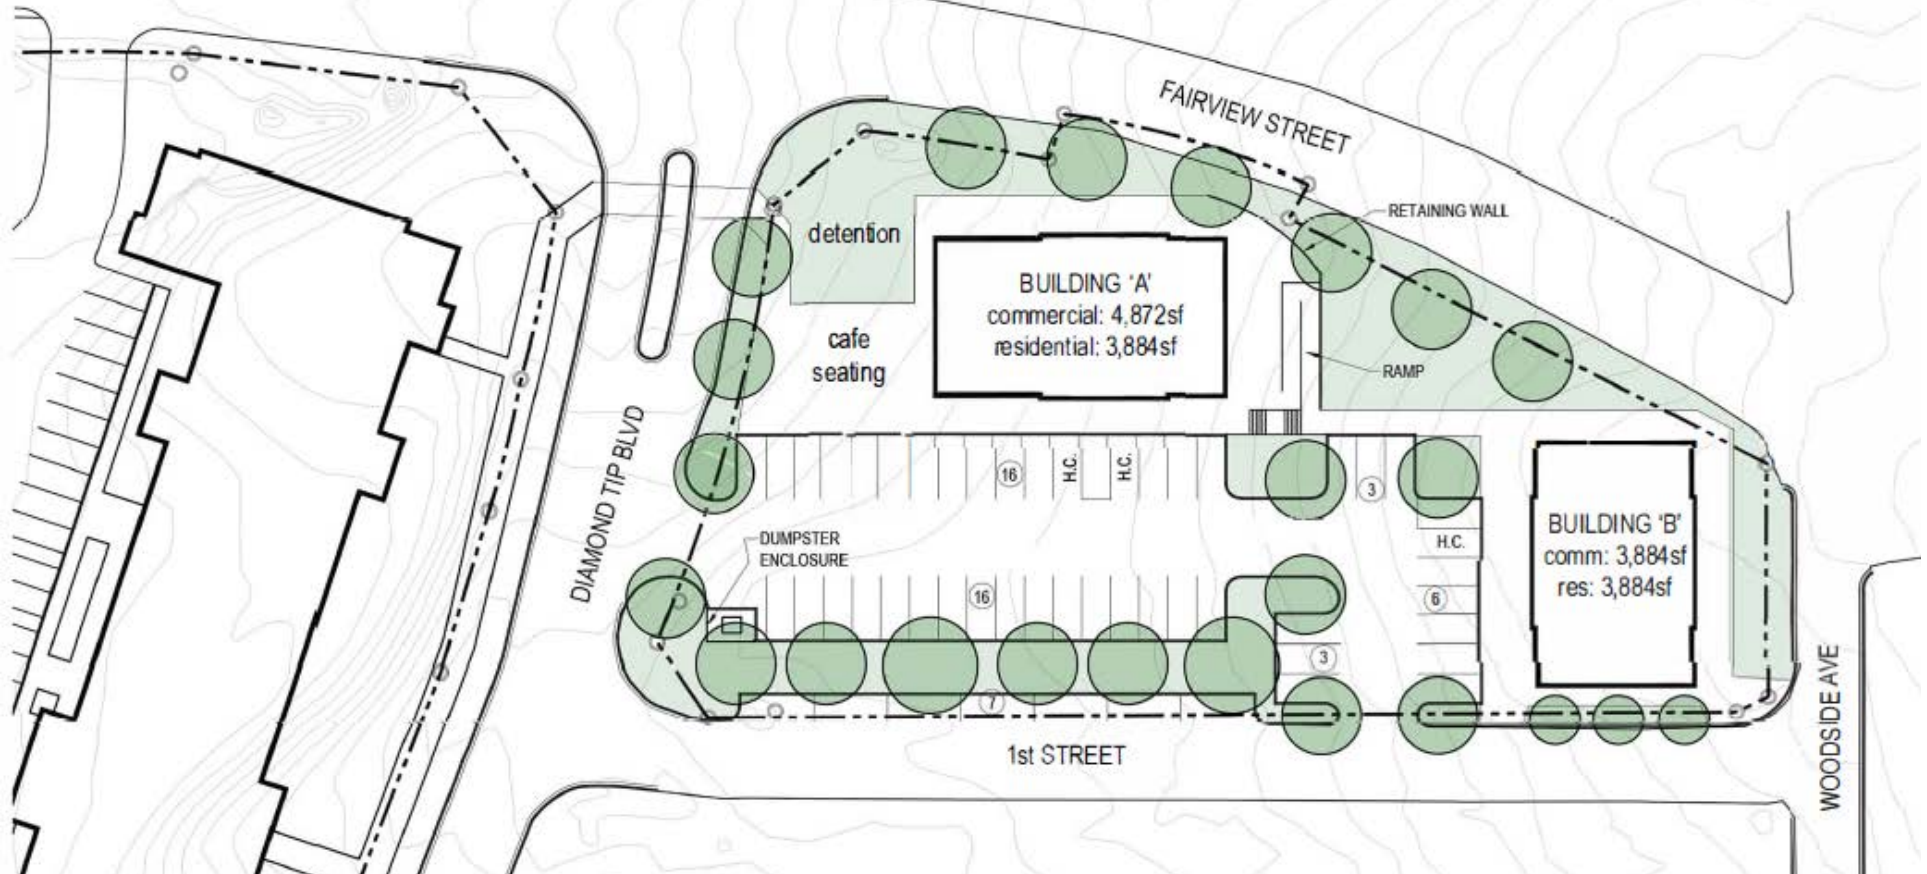 FAIRVIEW STREET
RETAINING WALL
detention
BUILDING 'A'
commercial: 4,872sf
residential: 3,884sf
cafe
seating
RAMP
DIAMOND TIP BLVD
16
H.C.
H.C.
3
DUMPSTER
ENCLOSURE
BUILDING 'B'
comm: 3,884sf
res: 3,884sf
H.C.
16
6
3
7
1st STREET
WOODSIDE AVE